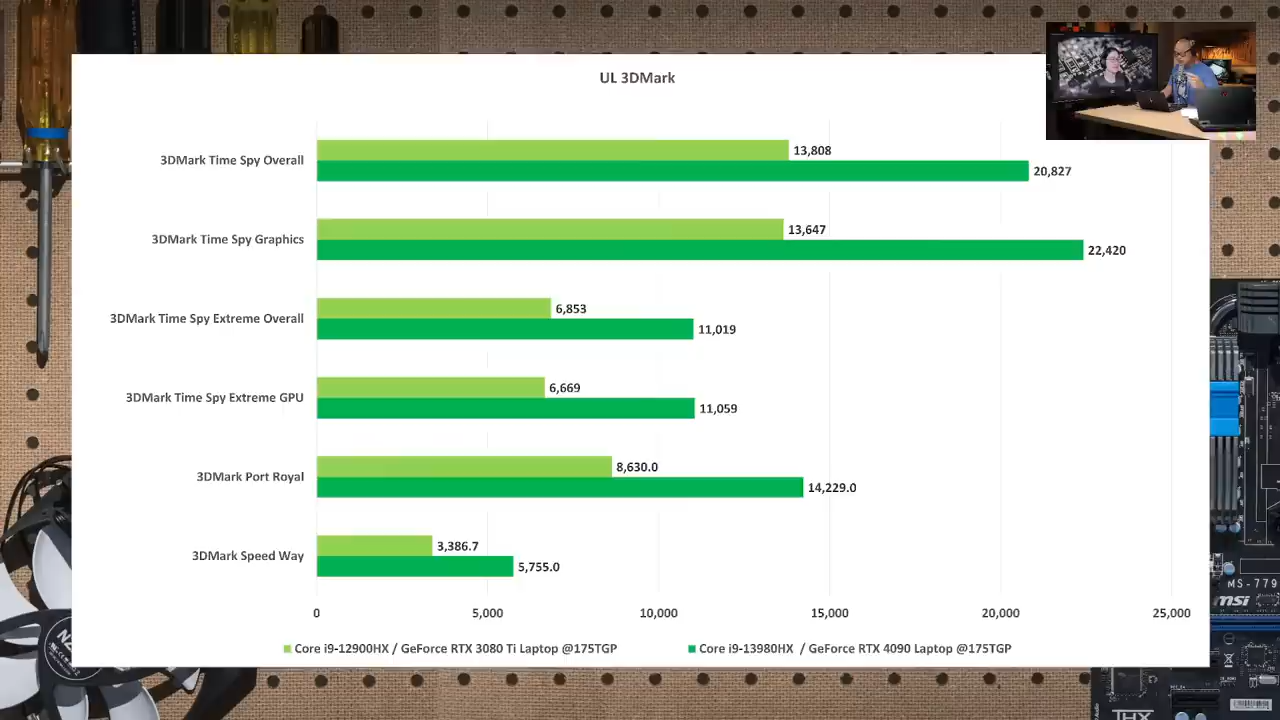 UL 3DMark
3DMark Time Spy Overall
13,808
20,827
3DMark Time Spy Graphics
13,647
22,420
3DMark Time Spy Extreme Overall
6,853
11,019
3DMark Time Spy Extreme GPU
6,669
11,059
3DMark Port Royal
8,630.0
14,229.0
3DMark Speed Way
3,386.7
5,755.0
0 5,000 10,000 15,000 20,000 25,000
Core i9-12900HX / GeForce RTX 3080 Ti Laptop @175TGP
Core i9-13980HX / GeForce RTX 4090 Laptop @175TGP
MS-779
msi
THX